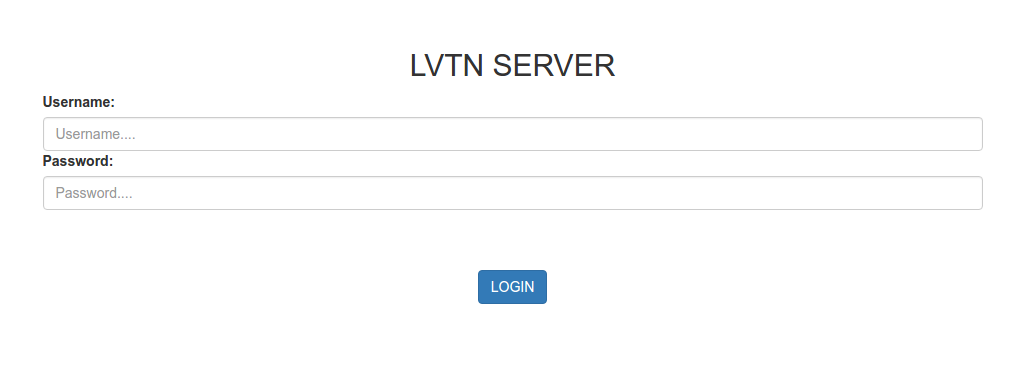 LVTN SERVER
Username:
Username....
Password:
Password....
LOGIN